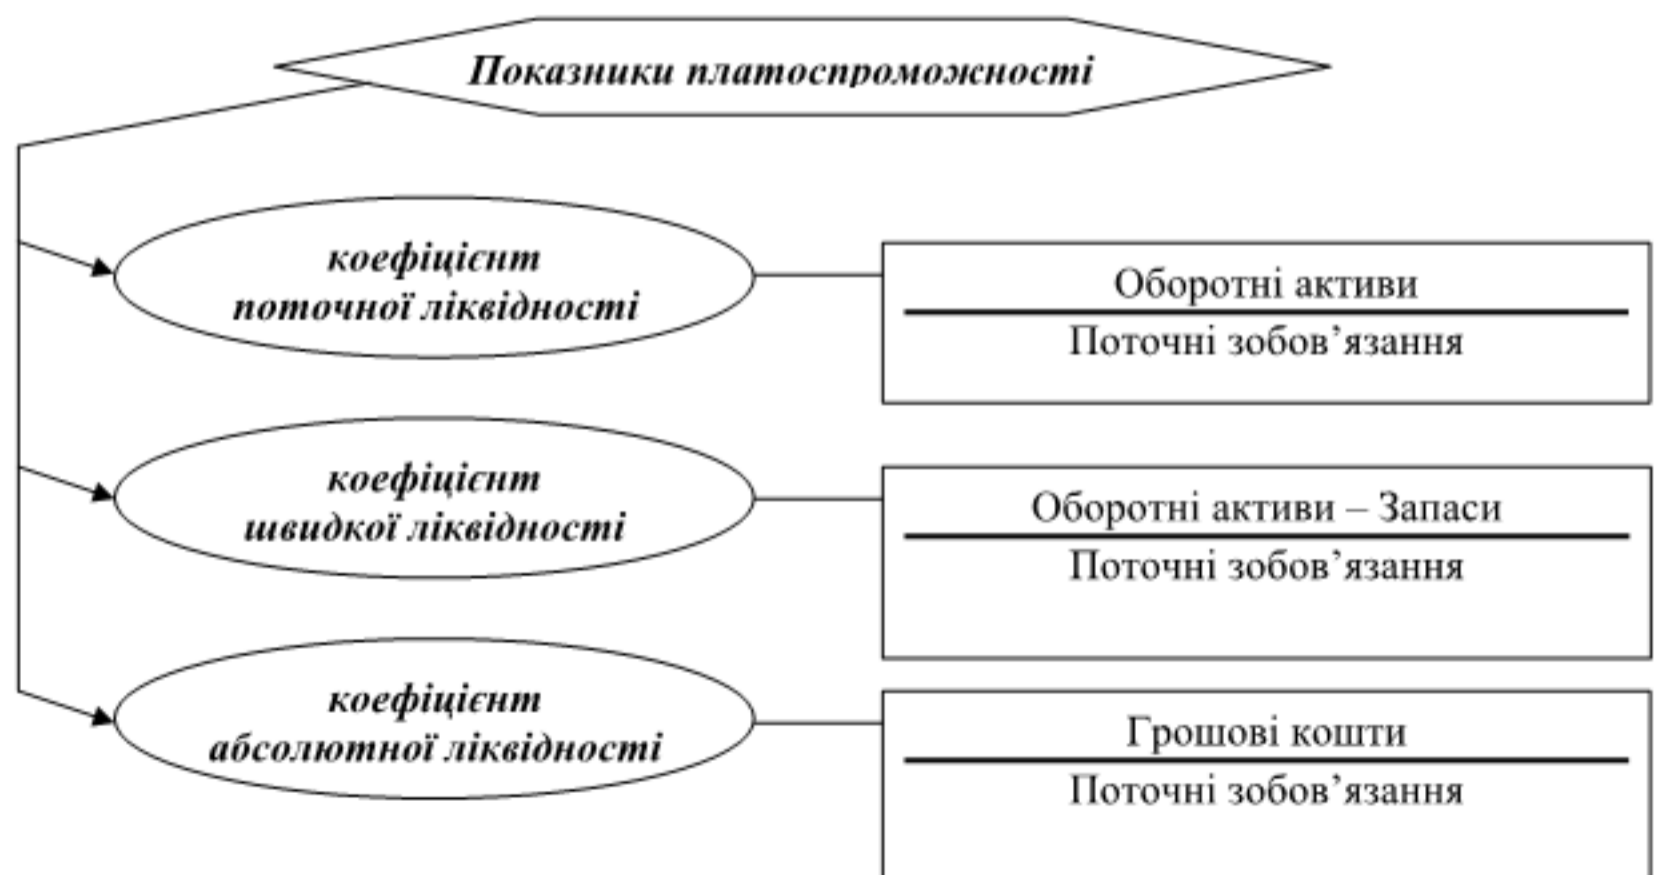 Показники платоспроможності
коефіцієнт
поточної ліквідності
Оборотні активи
Поточні зобов’язання
коефіцієнт
швидкої ліквідності
Оборотні активи – Запаси
Поточні зобов’язання
коефіцієнт
абсолютної ліквідності
Грошові кошти
Поточні зобов’язання